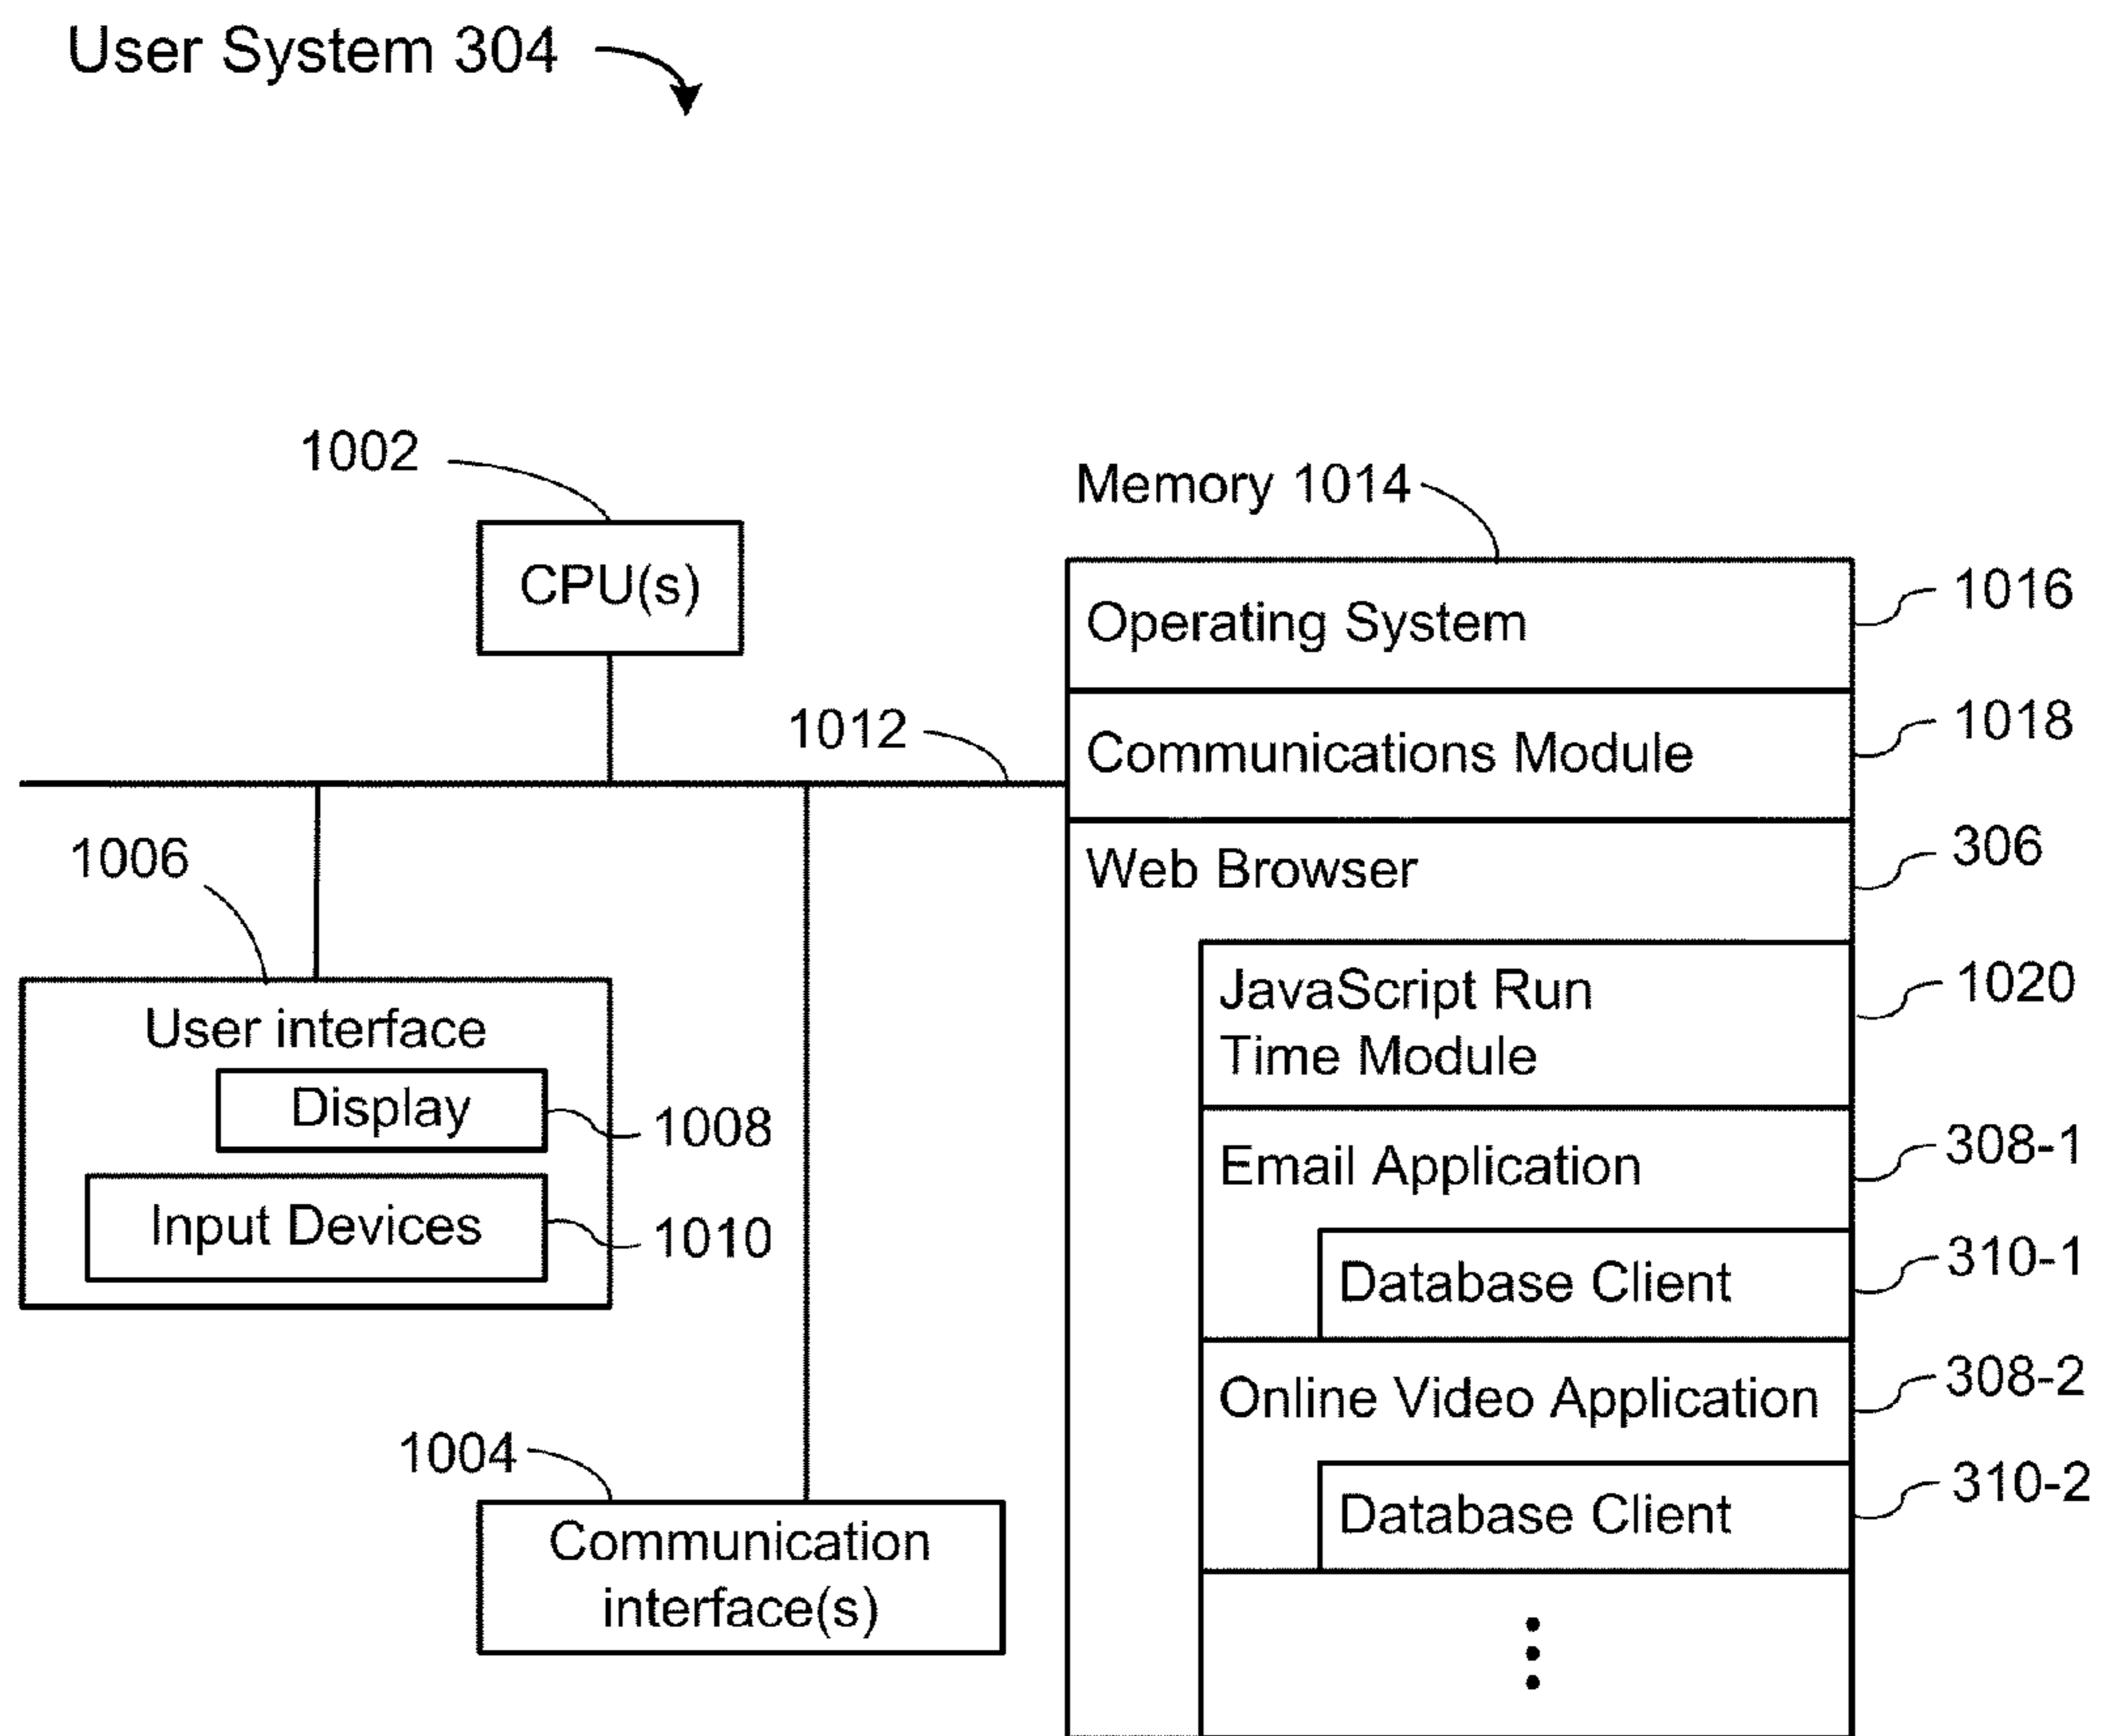 User System 304
1002
CPU(s)
1012
1006
User interface
Display
1008
Input Devices
1010
1004
Communication
interface(s)
Memory 1014
Operating System
1016
Communications Module
1018
Web Browser
306
JavaScript Run
Time Module
1020
Email Application
308-1
Database Client
310-1
Online Video Application
308-2
Database Client
310-2